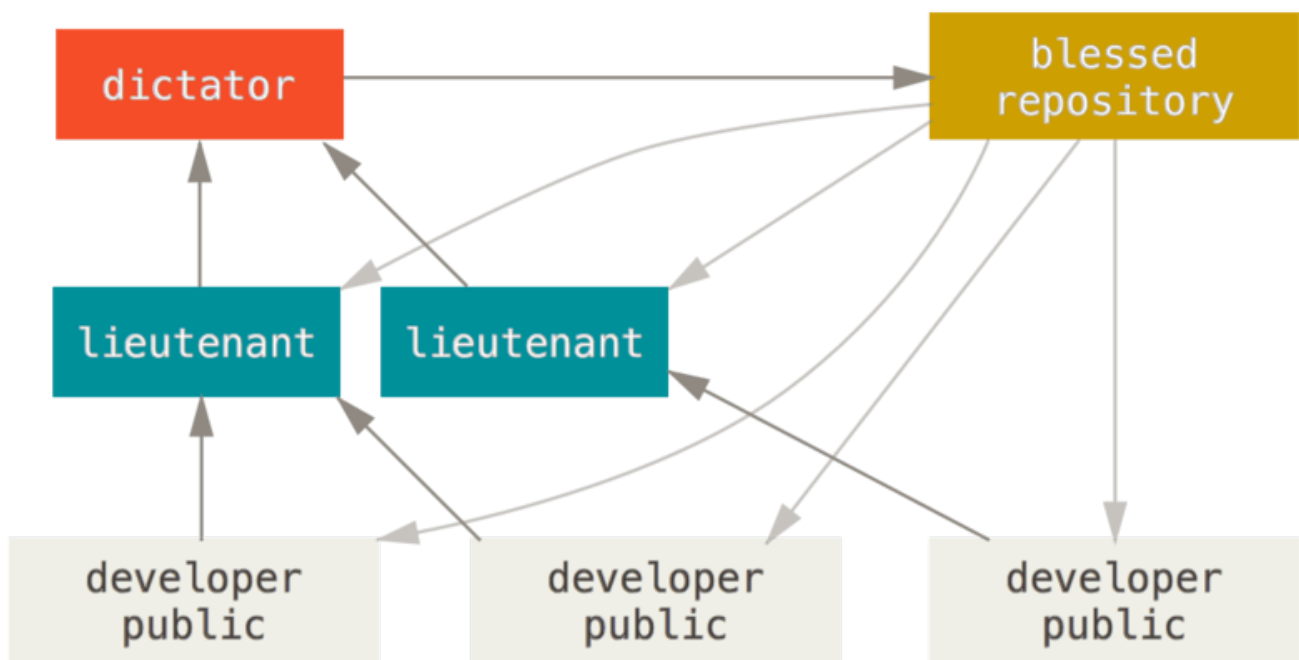 dictator
blessed
repository
lieutenant
lieutenant
developer
public
developer
public
developer
public